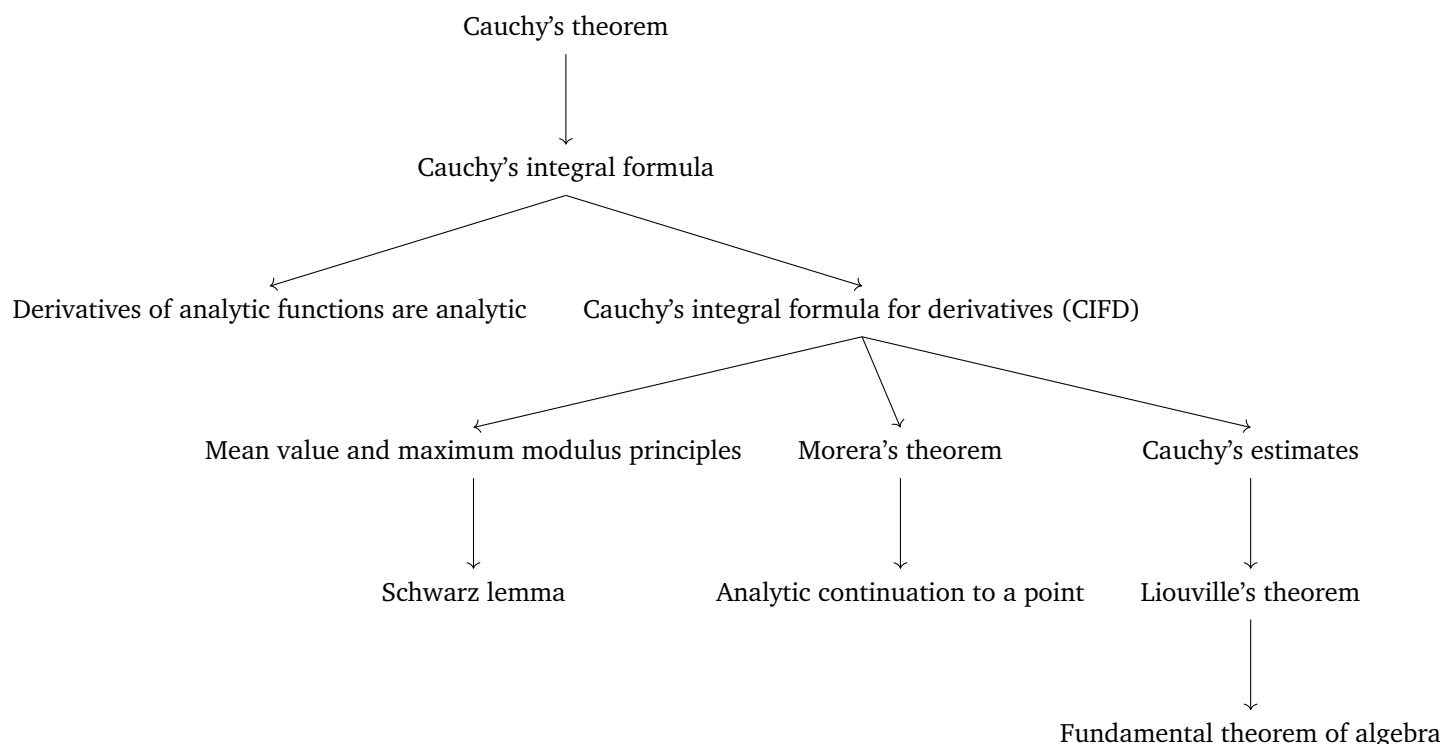 Cauchy’s theorem
Cauchy’s integral formula
Derivatives of analytic functions are analytic
Cauchy’s integral formula for derivatives (CIFD)
Mean value and maximum modulus principles
Morera’s theorem
Cauchy’s estimates
Schwarz lemma
Analytic continuation to a point
Liouville’s theorem
Fundamental theorem of algebra